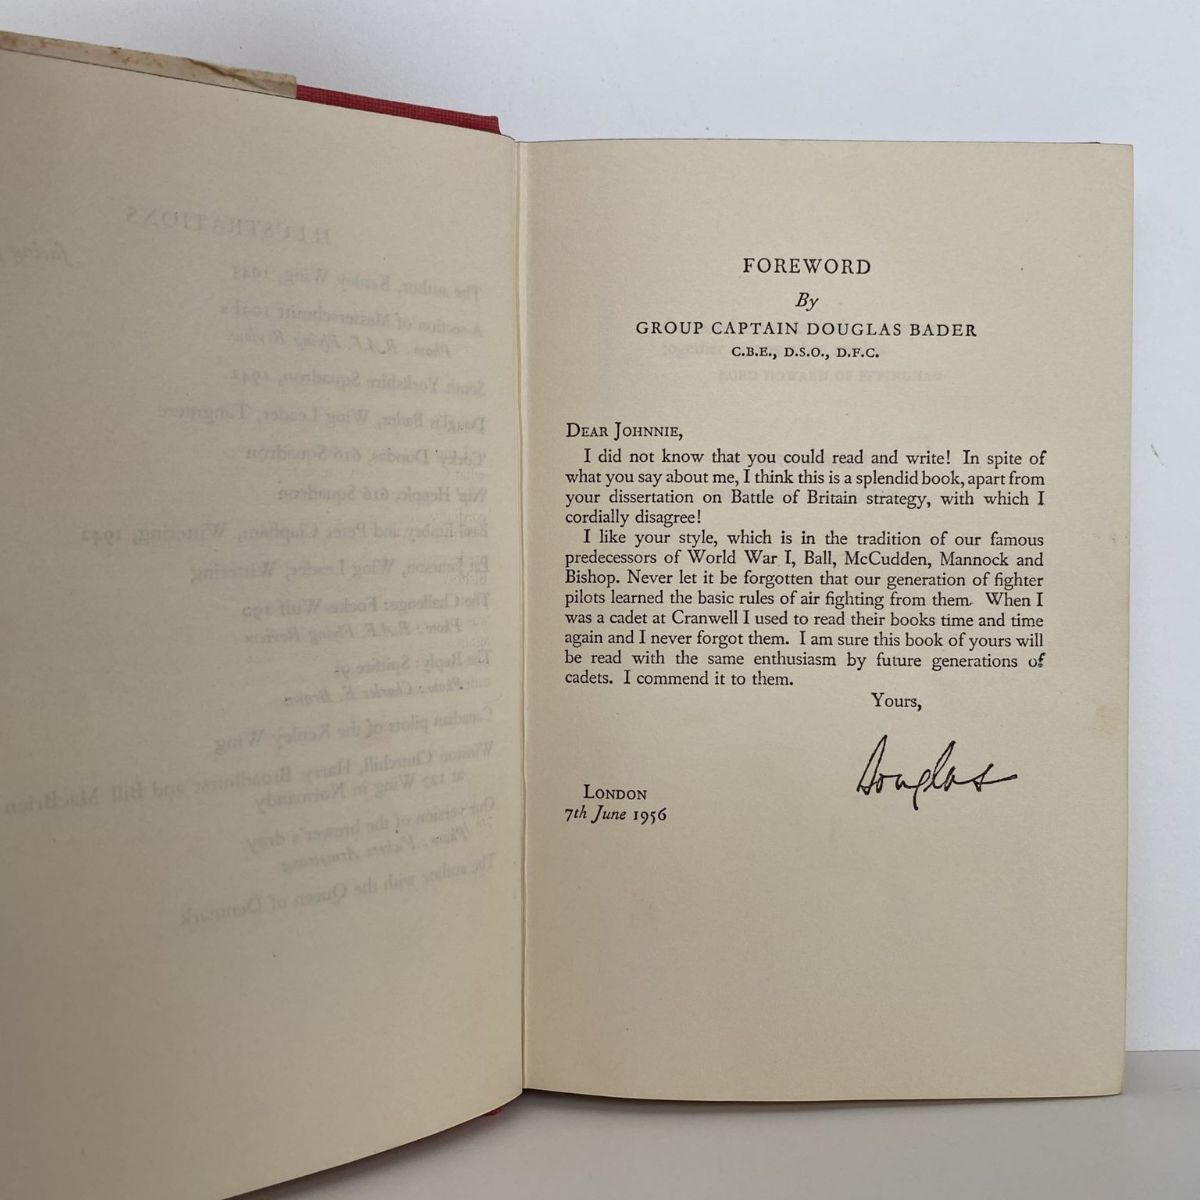 FOREWORD
By
GROUP CAPTAIN DOUGLAS BADER
C.B.E., D.S.O., D.F.C.
DEAR JOHNNIE,
I did not know that you could read and write! In spite of
what you say about me, I think this is a splendid book, apart from
your dissertation on Battle of Britain strategy, with which I
cordially disagree!
I like your style, which is in the tradition of our famous
predecessors of World War I, Ball, McCudden, Mannock and
Bishop. Never let it be forgotten that our generation of fighter
pilots learned the basic rules of air fighting from them. When I
was a cadet at Cranwell I used to read their books time and time
again and I never forgot them. I am sure this book of yours will
be read with the same enthusiasm by future generations of
cadets. I commend it to them.
Yours,
Douglas
LONDON
7th June 1956